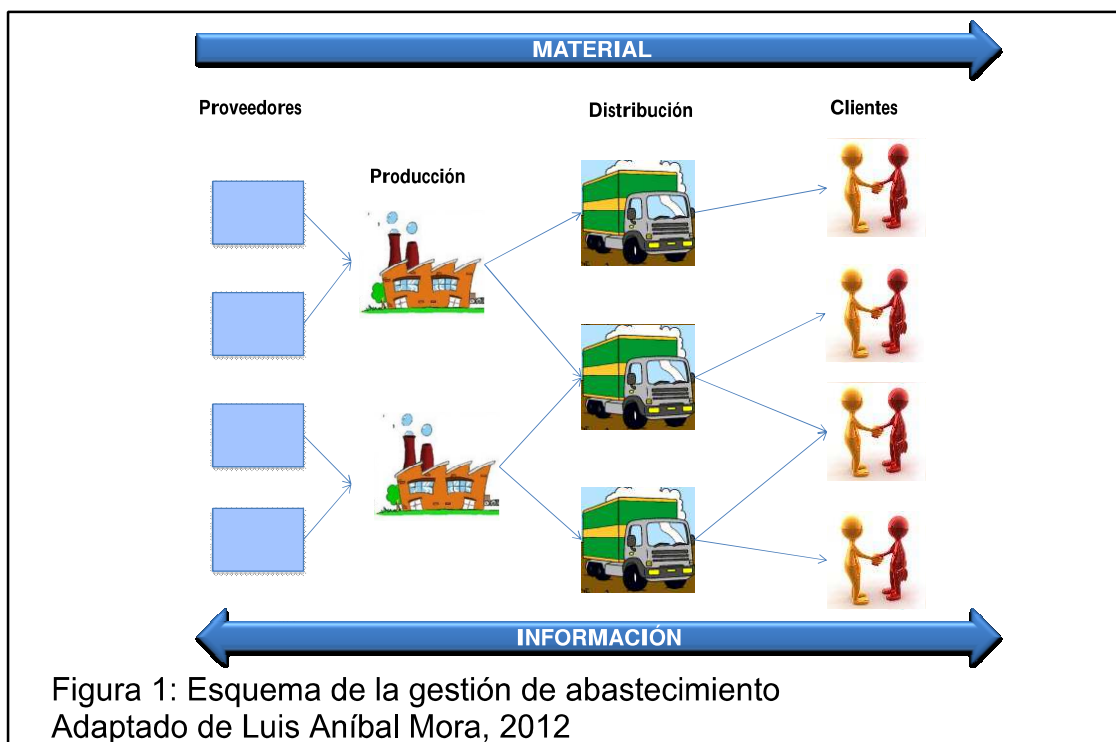 MATERIAL
Proveedores
Distribución
Clientes
Producción
INFORMACIÓN
Figura 1: Esquema de la gestión de abastecimiento
Adaptado de Luis Aníbal Mora, 2012